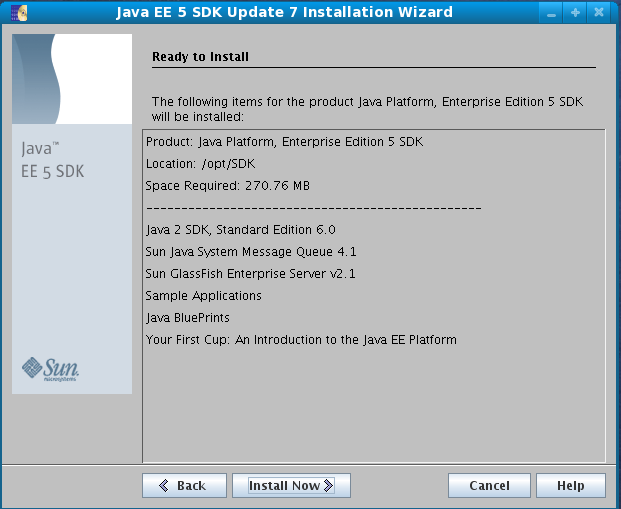 Java EE 5 SDK Update 7 Installation Wizard
Ready to Install
The following items for the product Java Platform, Enterprise Edition 5 SDK
will be installed:
Product: Java Platform, Enterprise Edition 5 SDK
Location: /opt/SDK
Space Required: 270.76 MB
------------------------------------------------
Java 2 SDK, Standard Edition 6.0
Sun Java System Message Queue 4.1
Sun GlassFish Enterprise Server v2.1
Sample Applications
Java BluePrints
Your First Cup: An Introduction to the Java EE Platform
Java™
EE 5 SDK
Sun
microsystems
Back
Install Now
Cancel
Help